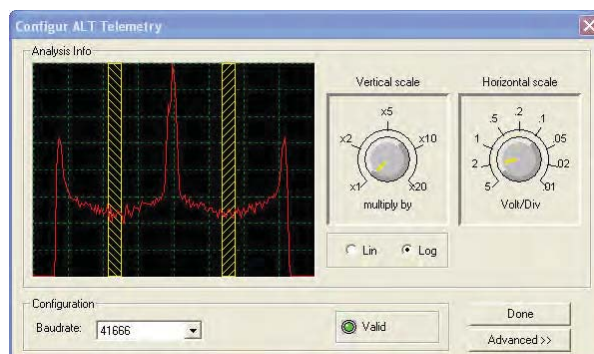 Configur ALT Telemetry
Analysis Info
Vertical scale
x1
x2
x5
x10
x20
multiply by
Lin
Log
Horizontal scale
5
2
1
.5
.2
.1
.05
.02
.01
Volt/Div
Configuration
Baudrate:
41666
Valid
Done
Advanced >>